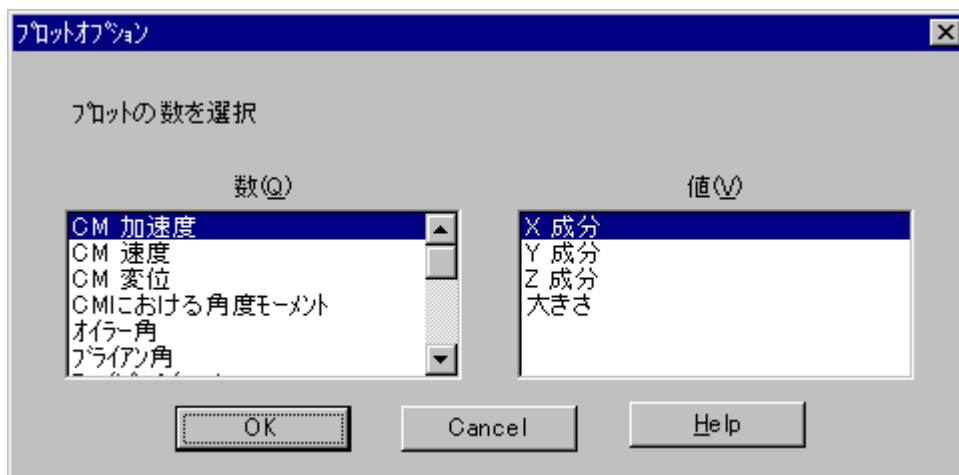 ﾌﾟﾛｯﾄｵﾌﾟｼｮﾝ
ﾌﾟﾛｯﾄの数を選択
数(Q)
値(V)
CM 加速度
CM 速度
CM 変位
CMにおける角度ﾓｰﾒﾝﾄ
ｵｲﾗｰ角
ﾌﾞﾗｲｱﾝ角
X 成分
Y 成分
Z 成分
大きさ
OK
Cancel
Help